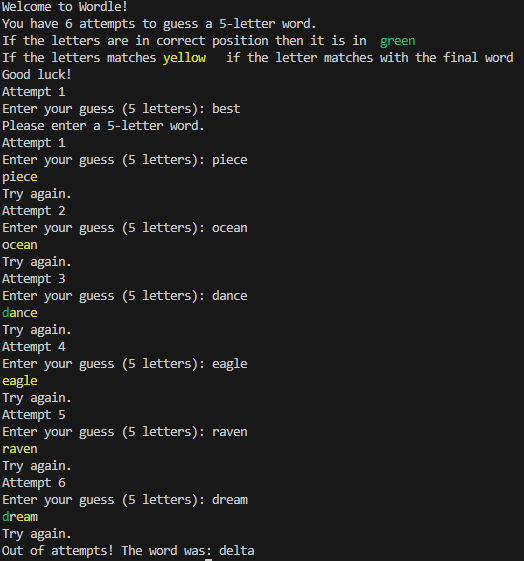 Welcome to Wordle!
You have 6 attempts to guess a 5-letter word.
If the letters are in correct position then it is in  green
If the letters matches yellow   if the letter matches with the final word
Good luck!
Attempt 1
Enter your guess (5 letters): best
Please enter a 5-letter word.
Attempt 1
Enter your guess (5 letters): piece
piece
Try again.
Attempt 2
Enter your guess (5 letters): ocean
ocean
Try again.
Attempt 3
Enter your guess (5 letters): dance
dance
Try again.
Attempt 4
Enter your guess (5 letters): eagle
eagle
Try again.
Attempt 5
Enter your guess (5 letters): raven
raven
Try again.
Attempt 6
Enter your guess (5 letters): dream
dream
Try again.
Out of attempts! The word was: delta